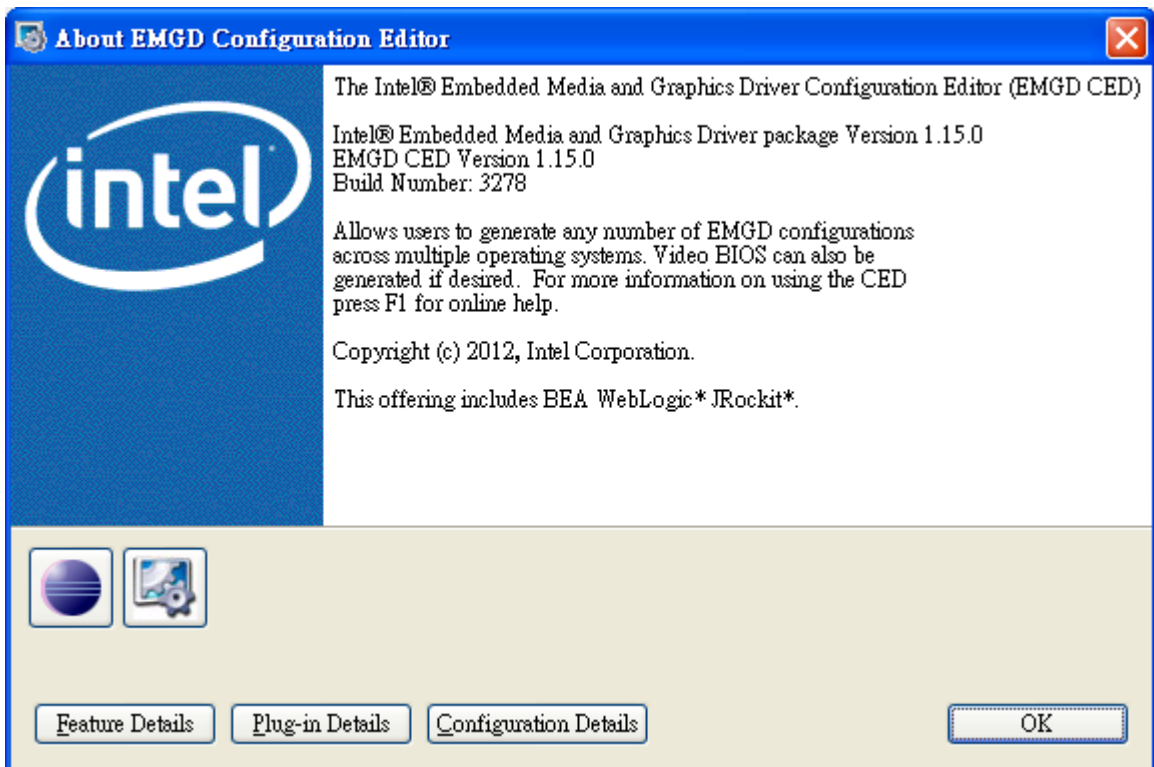 About EMGD Configuration Editor
intel
The Intel® Embedded Media and Graphics Driver Configuration Editor (EMGD CED)
Intel® Embedded Media and Graphics Driver package Version 1.15.0
EMGD CED Version 1.15.0
Build Number: 3278
Allows users to generate any number of EMGD configurations
across multiple operating systems. Video BIOS can also be
generated if desired.  For more information on using the CED
press F1 for online help.
Copyright (c) 2012, Intel Corporation.
This offering includes BEA WebLogic* JRockit*.
Feature Details
Plug-in Details
Configuration Details
OK